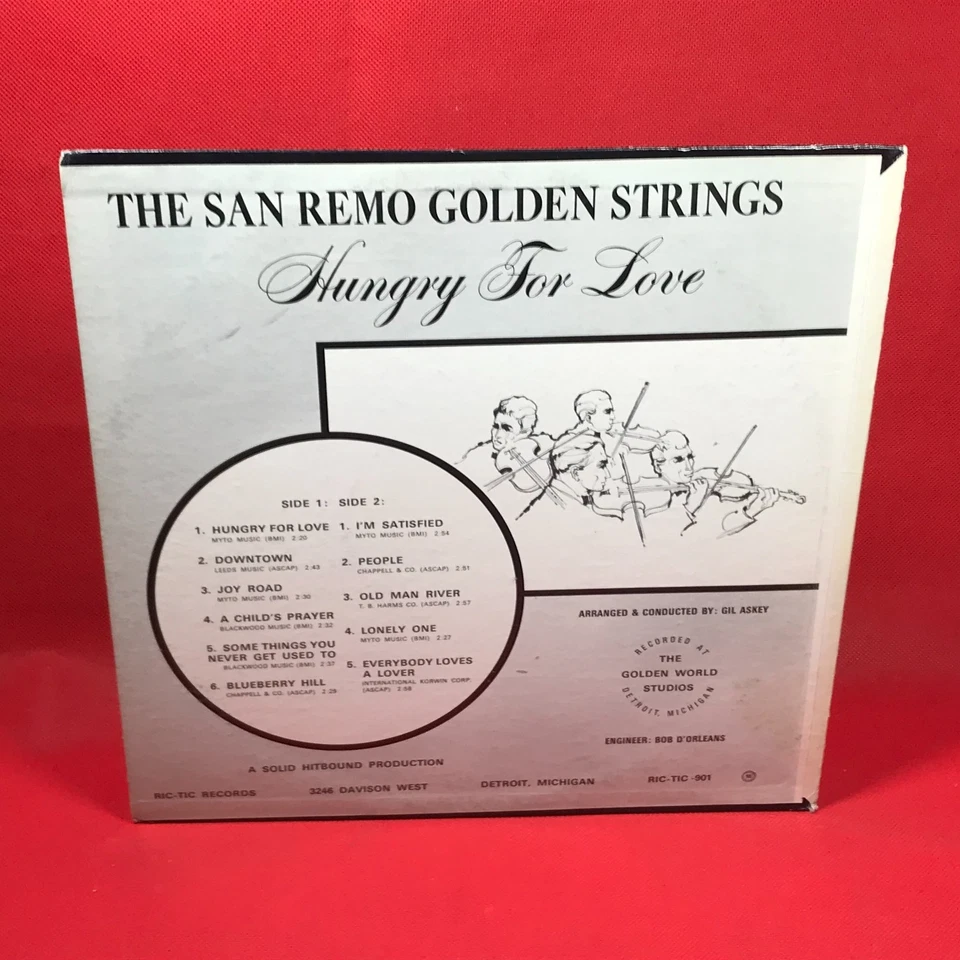 THE SAN REMO GOLDEN STRINGS
Hungry For Love
SIDE 1:
1. HUNGRY FOR LOVE
MYTO MUSIC (BMI) 2:20
2. DOWNTOWN
LEEDS MUSIC (ASCAP) 2:43
3. JOY ROAD
MYTO MUSIC (BMI) 2:30
4. A CHILD'S PRAYER
BLACKWOOD MUSIC (BMI) 2:32
5. SOME THINGS YOU
NEVER GET USED TO
BLACKWOOD MUSIC (BMI) 2:37
6. BLUEBERRY HILL
CHAPPELL & CO. (ASCAP) 2:29
SIDE 2:
1. I'M SATISFIED
MYTO MUSIC (BMI) 2:54
2. PEOPLE
CHAPPELL & CO. (ASCAP) 2:51
3. OLD MAN RIVER
T. B. HARMS CO. (ASCAP) 2:57
4. LONELY ONE
MYTO MUSIC (BMI) 2:27
5. EVERYBODY LOVES
A LOVER
INTERNATIONAL KORWIN CORP.
(ASCAP) 2:58
ARRANGED & CONDUCTED BY: GIL ASKEY
RECORDED AT
THE
GOLDEN WORLD
STUDIOS
DETROIT, MICHIGAN
ENGINEER: BOB D'ORLEANS
A SOLID HITBOUND PRODUCTION
RIC-TIC RECORDS 3246 DAVISON WEST DETROIT, MICHIGAN RIC-TIC -901